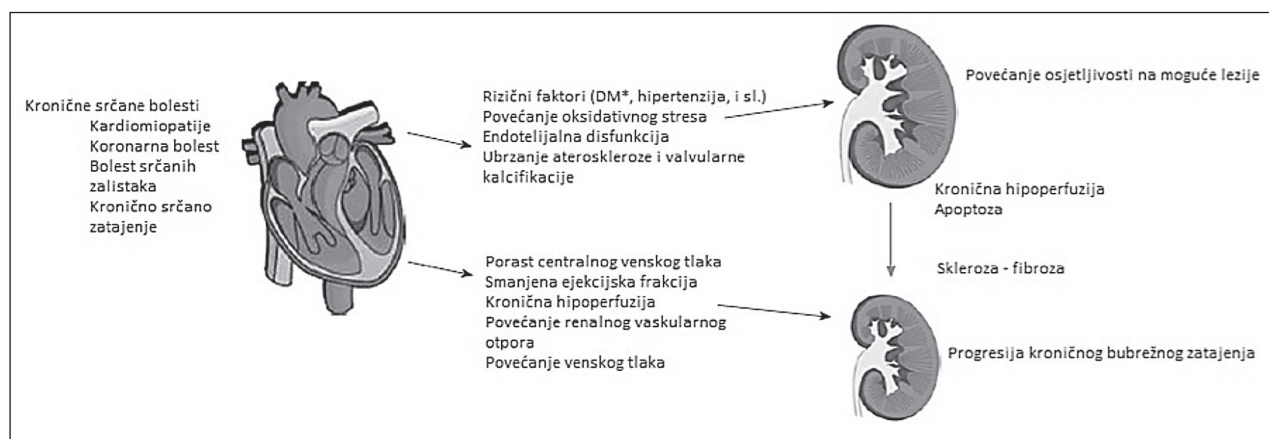 Kronične srčane bolesti
Kardiomiopatije
Koronarna bolest
Bolest srčanih
zalistaka
Kronično srčano
zatajenje
Rizični faktori (DM*, hipertenzija, i sl.)
Povećanje oksidativnog stresa
Endotelijalna disfunkcija
Ubrzanje ateroskleroze i valvularne
kalcifikacije
Porast centralnog venskog tlaka
Smanjena ejekcijska frakcija
Kronična hipoperfuzija
Povećanje renalnog vaskularnog
otpora
Povećanje venskog tlaka
Povećanje osjetljivosti na moguće lezije
Kronična hipoperfuzija
Apoptoza
Skleroza - fibroza
Progresija kroničnog bubrežnog zatajenja